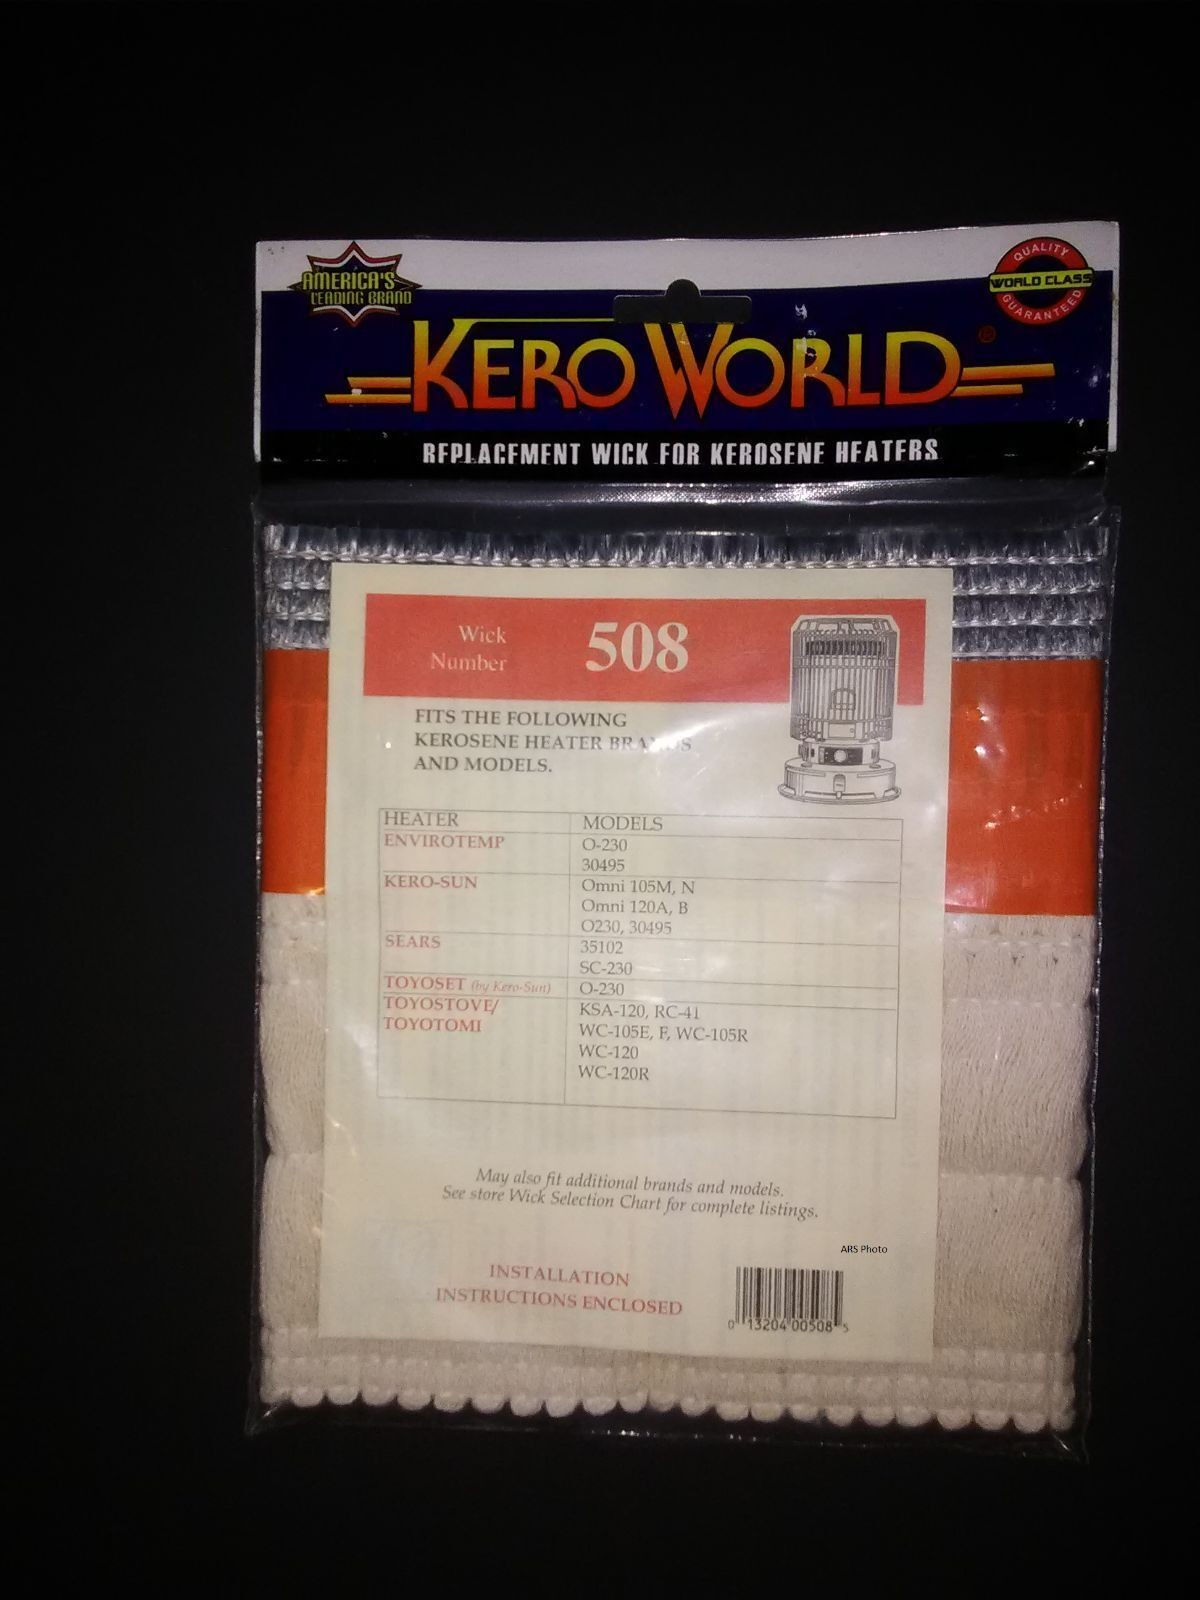 AMERICA'S
LEADING BRAND
QUALITY
WORLD CLASS
GUARANTEED
KERO WORLD®
REPLACEMENT WICK FOR KEROSENE HEATERS
Wick
Number
508
FITS THE FOLLOWING
KEROSENE HEATER BRANDS
AND MODELS.
HEATER MODELS
ENVIROTEMP O-230
30495
KERO-SUN Omni 105M, N
Omni 120A, B
O230, 30495
SEARS 35102
SC-230
TOYOSET (by Kero-Sun) O-230
TOYOSTOVE/ KSA-120, RC-41
TOYOTOMI WC-105E, F, WC-105R
WC-120
WC-120R
May also fit additional brands and models.
See store Wick Selection Chart for complete listings.
ARS Photo
INSTALLATION
INSTRUCTIONS ENCLOSED
0 13204 00508 5